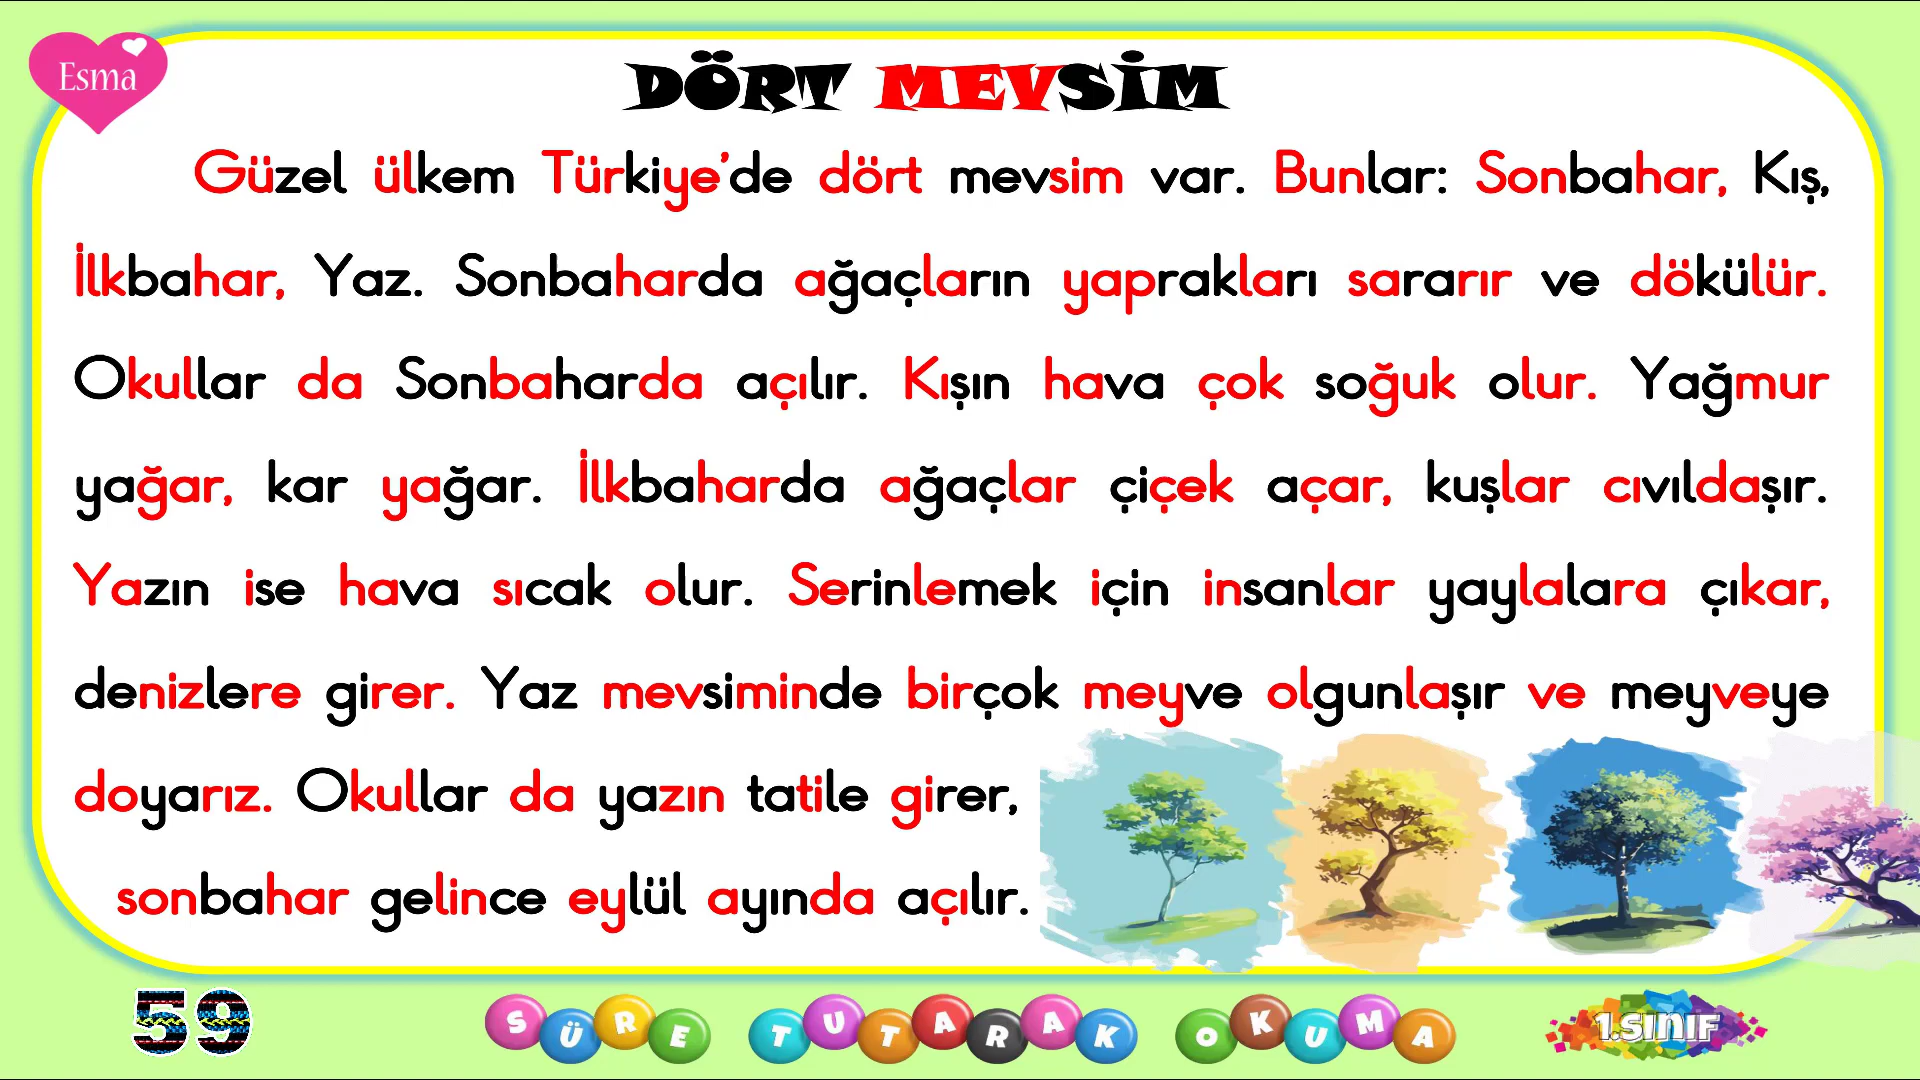 Esma
DÖRT MEVSİM
Güzel ülkem Türkiye'de dört mevsim var. Bunlar: Sonbahar, Kış,
İlkbahar, Yaz. Sonbaharda ağaçların yaprakları sararır ve dökülür.
Okullar da Sonbaharda açılır. Kışın hava çok soğuk olur. Yağmur
yağar, kar yağar. İlkbaharda ağaçlar çiçek açar, kuşlar cıvıldaşır.
Yazın ise hava sıcak olur. Serinlemek için insanlar yaylalara çıkar,
denizlere girer. Yaz mevsiminde birçok meyve olgunlaşır ve meyveye
doyarız. Okullar da yazın tatile girer,
sonbahar gelince eylül ayında açılır.
59
SÜRE TUTARAK OKUMA
1.SINIF